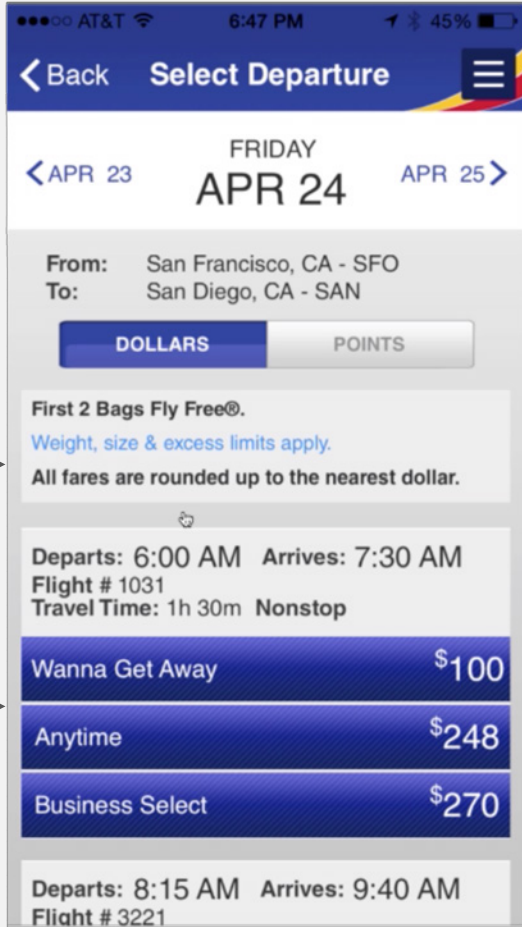 AT&T 6:47 PM 45%
Back Select Departure
FRIDAY
APR 23 APR 24 APR 25
From: San Francisco, CA - SFO
To: San Diego, CA - SAN
DOLLARS POINTS
First 2 Bags Fly Free®.
Weight, size & excess limits apply.
All fares are rounded up to the nearest dollar.
Departs: 6:00 AM Arrives: 7:30 AM
Flight # 1031
Travel Time: 1h 30m Nonstop
Wanna Get Away $100
Anytime $248
Business Select $270
Departs: 8:15 AM Arrives: 9:40 AM
Flight # 3221